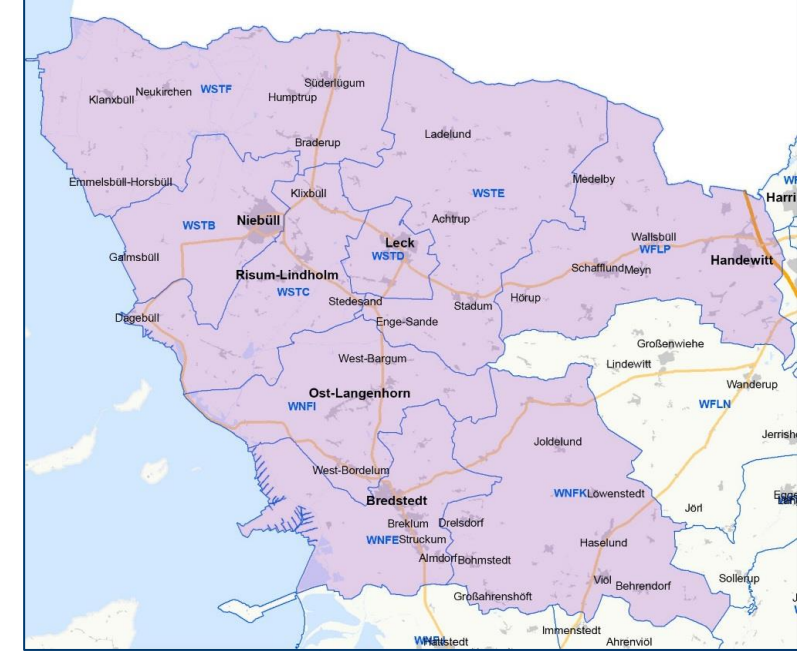 Süderlügum
Neukirchen
WSTF
Klanxbüll
Humptrup
Ladelund
Braderup
Emmelsbüll-Horsbüll
Medelby
Klixbüll
WSTE
Harri
Niebüll
Achtrup
WSTB
Leck
Wallsbüll
WFLP
WSTD
Galmsbüll
Handewitt
Schafflund
Meyn
Risum-Lindholm
WSTC
Stedesand
Stadum
Hörup
Dagebüll
Enge-Sande
Großenwiehe
West-Bargum
Lindewitt
Wanderup
Ost-Langenhorn
WNFI
WFLN
Jerrish
Joldelund
West-Bordelum
WNFK
Löwenstedt
Bredstedt
Jörl
Breklum
Drelsdorf
WNFE
Struckum
Haselund
Almdorf
Bohmstedt
Viöl
Behrendorf
Sollerup
Großahrenshöft
Immenstedt
Ahrenviöl